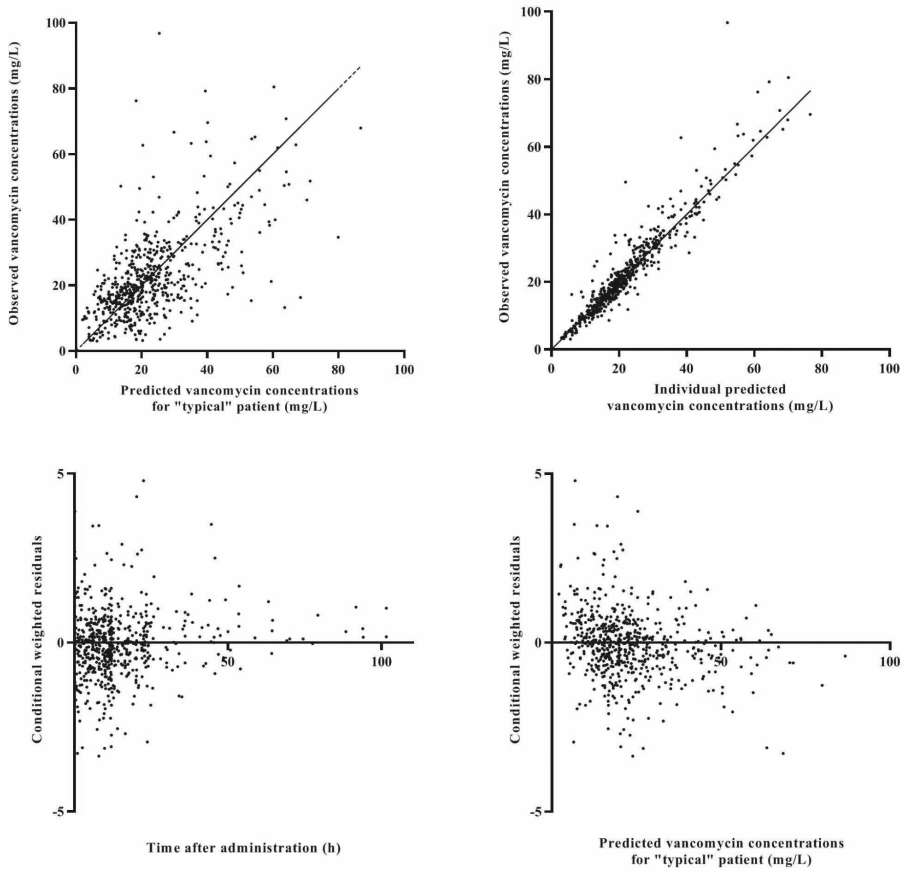 Observed vancomycin concentrations (mg/L)
100
80
60
40
20
0
0 20 40 60 80 100
Predicted vancomycin concentrations
for "typical" patient (mg/L)
Observed vancomycin concentrations (mg/L)
100
80
60
40
20
0
0 20 40 60 80 100
Individual predicted
vancomycin concentrations (mg/L)
Conditional weighted residuals
5
0
-5
50 100
Time after administration (h)
Conditional weighted residuals
5
0
-5
50 100
Predicted vancomycin concentrations
for "typical" patient (mg/L)